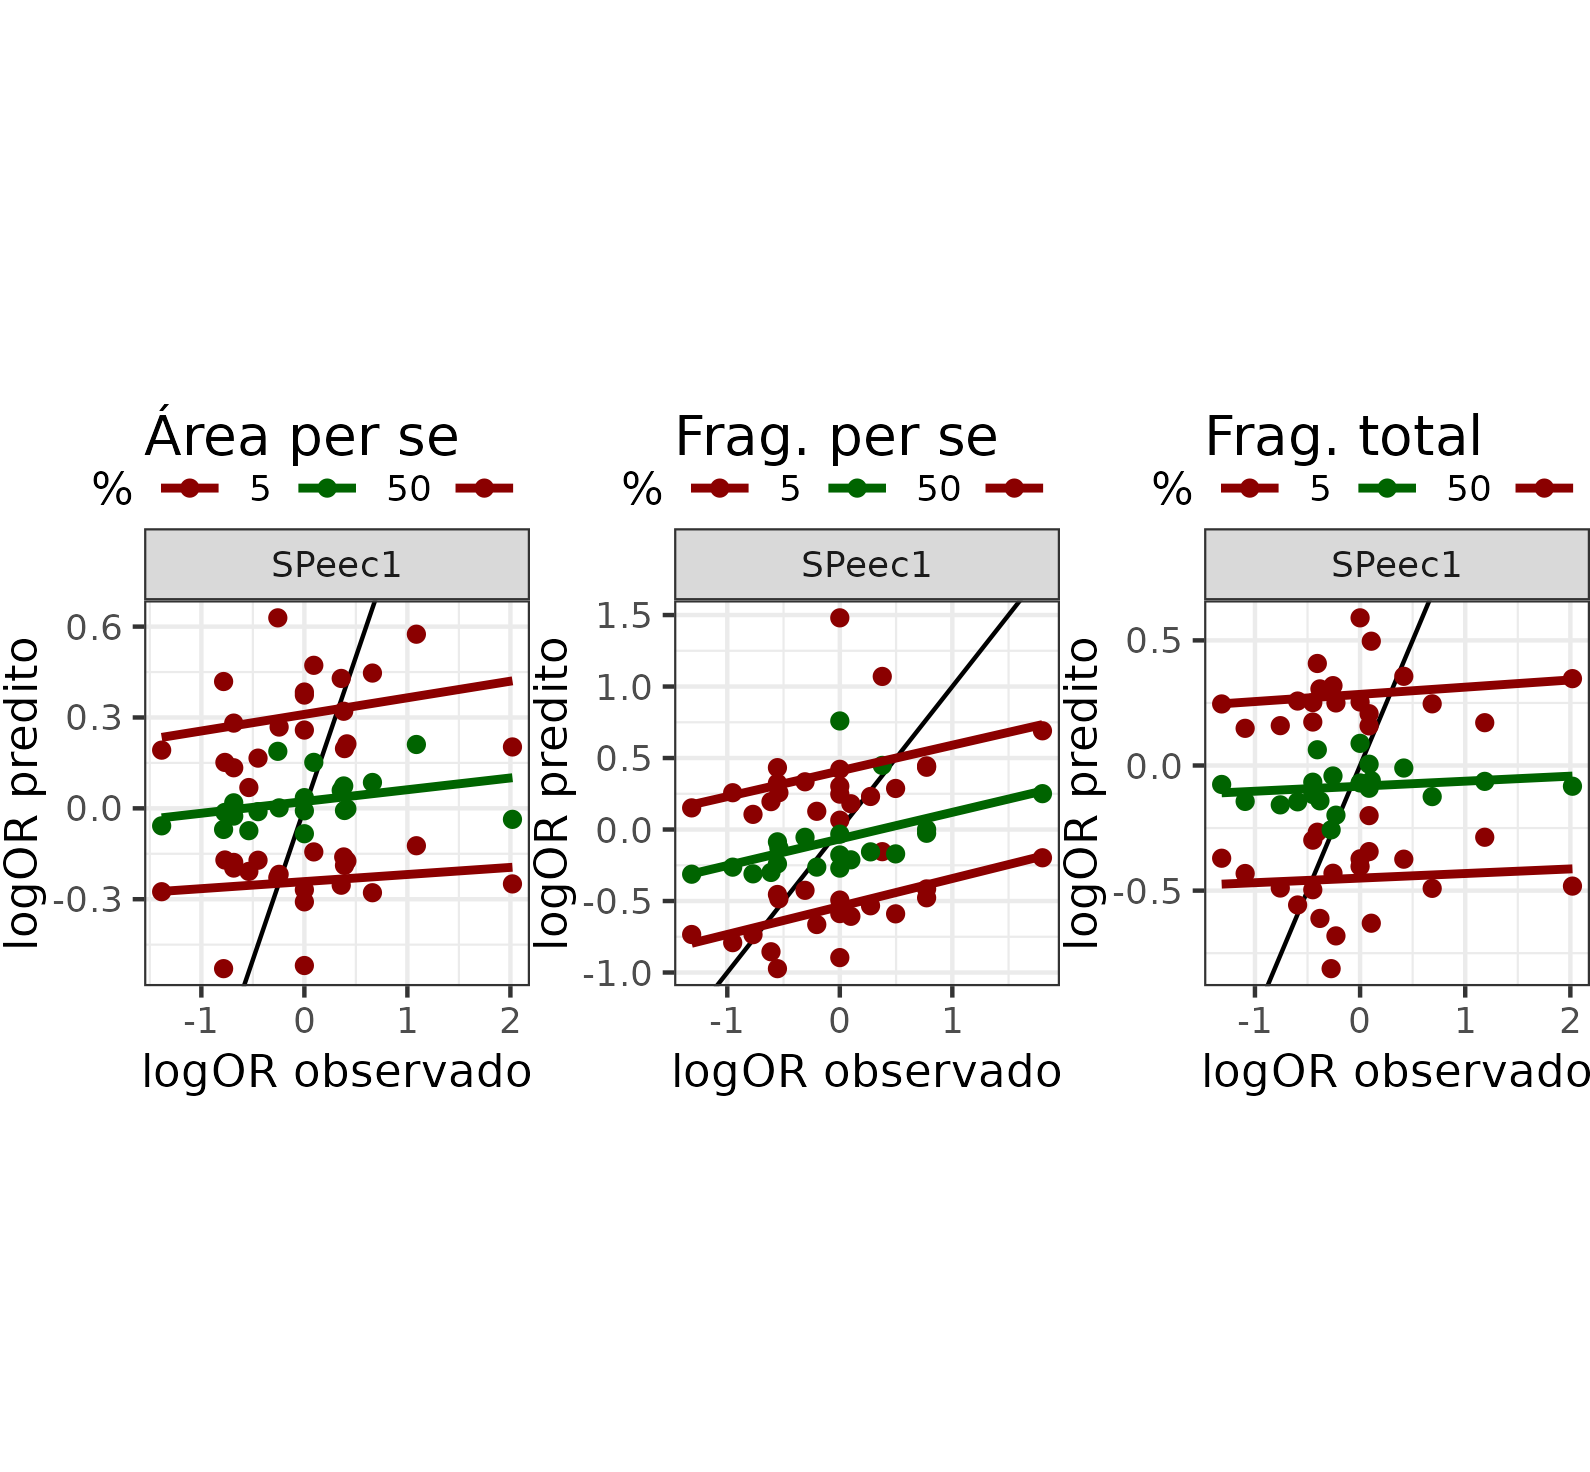 Área per se
% 5 50
SPeec1
0.6
0.3
0.0
-0.3
logOR predito
-1 0 1 2
logOR observado
Frag. per se
% 5 50
SPeec1
1.5
1.0
0.5
0.0
-0.5
-1.0
logOR predito
-1 0 1
logOR observado
Frag. total
% 5 50
SPeec1
0.5
0.0
-0.5
logOR predito
-1 0 1 2
logOR observado